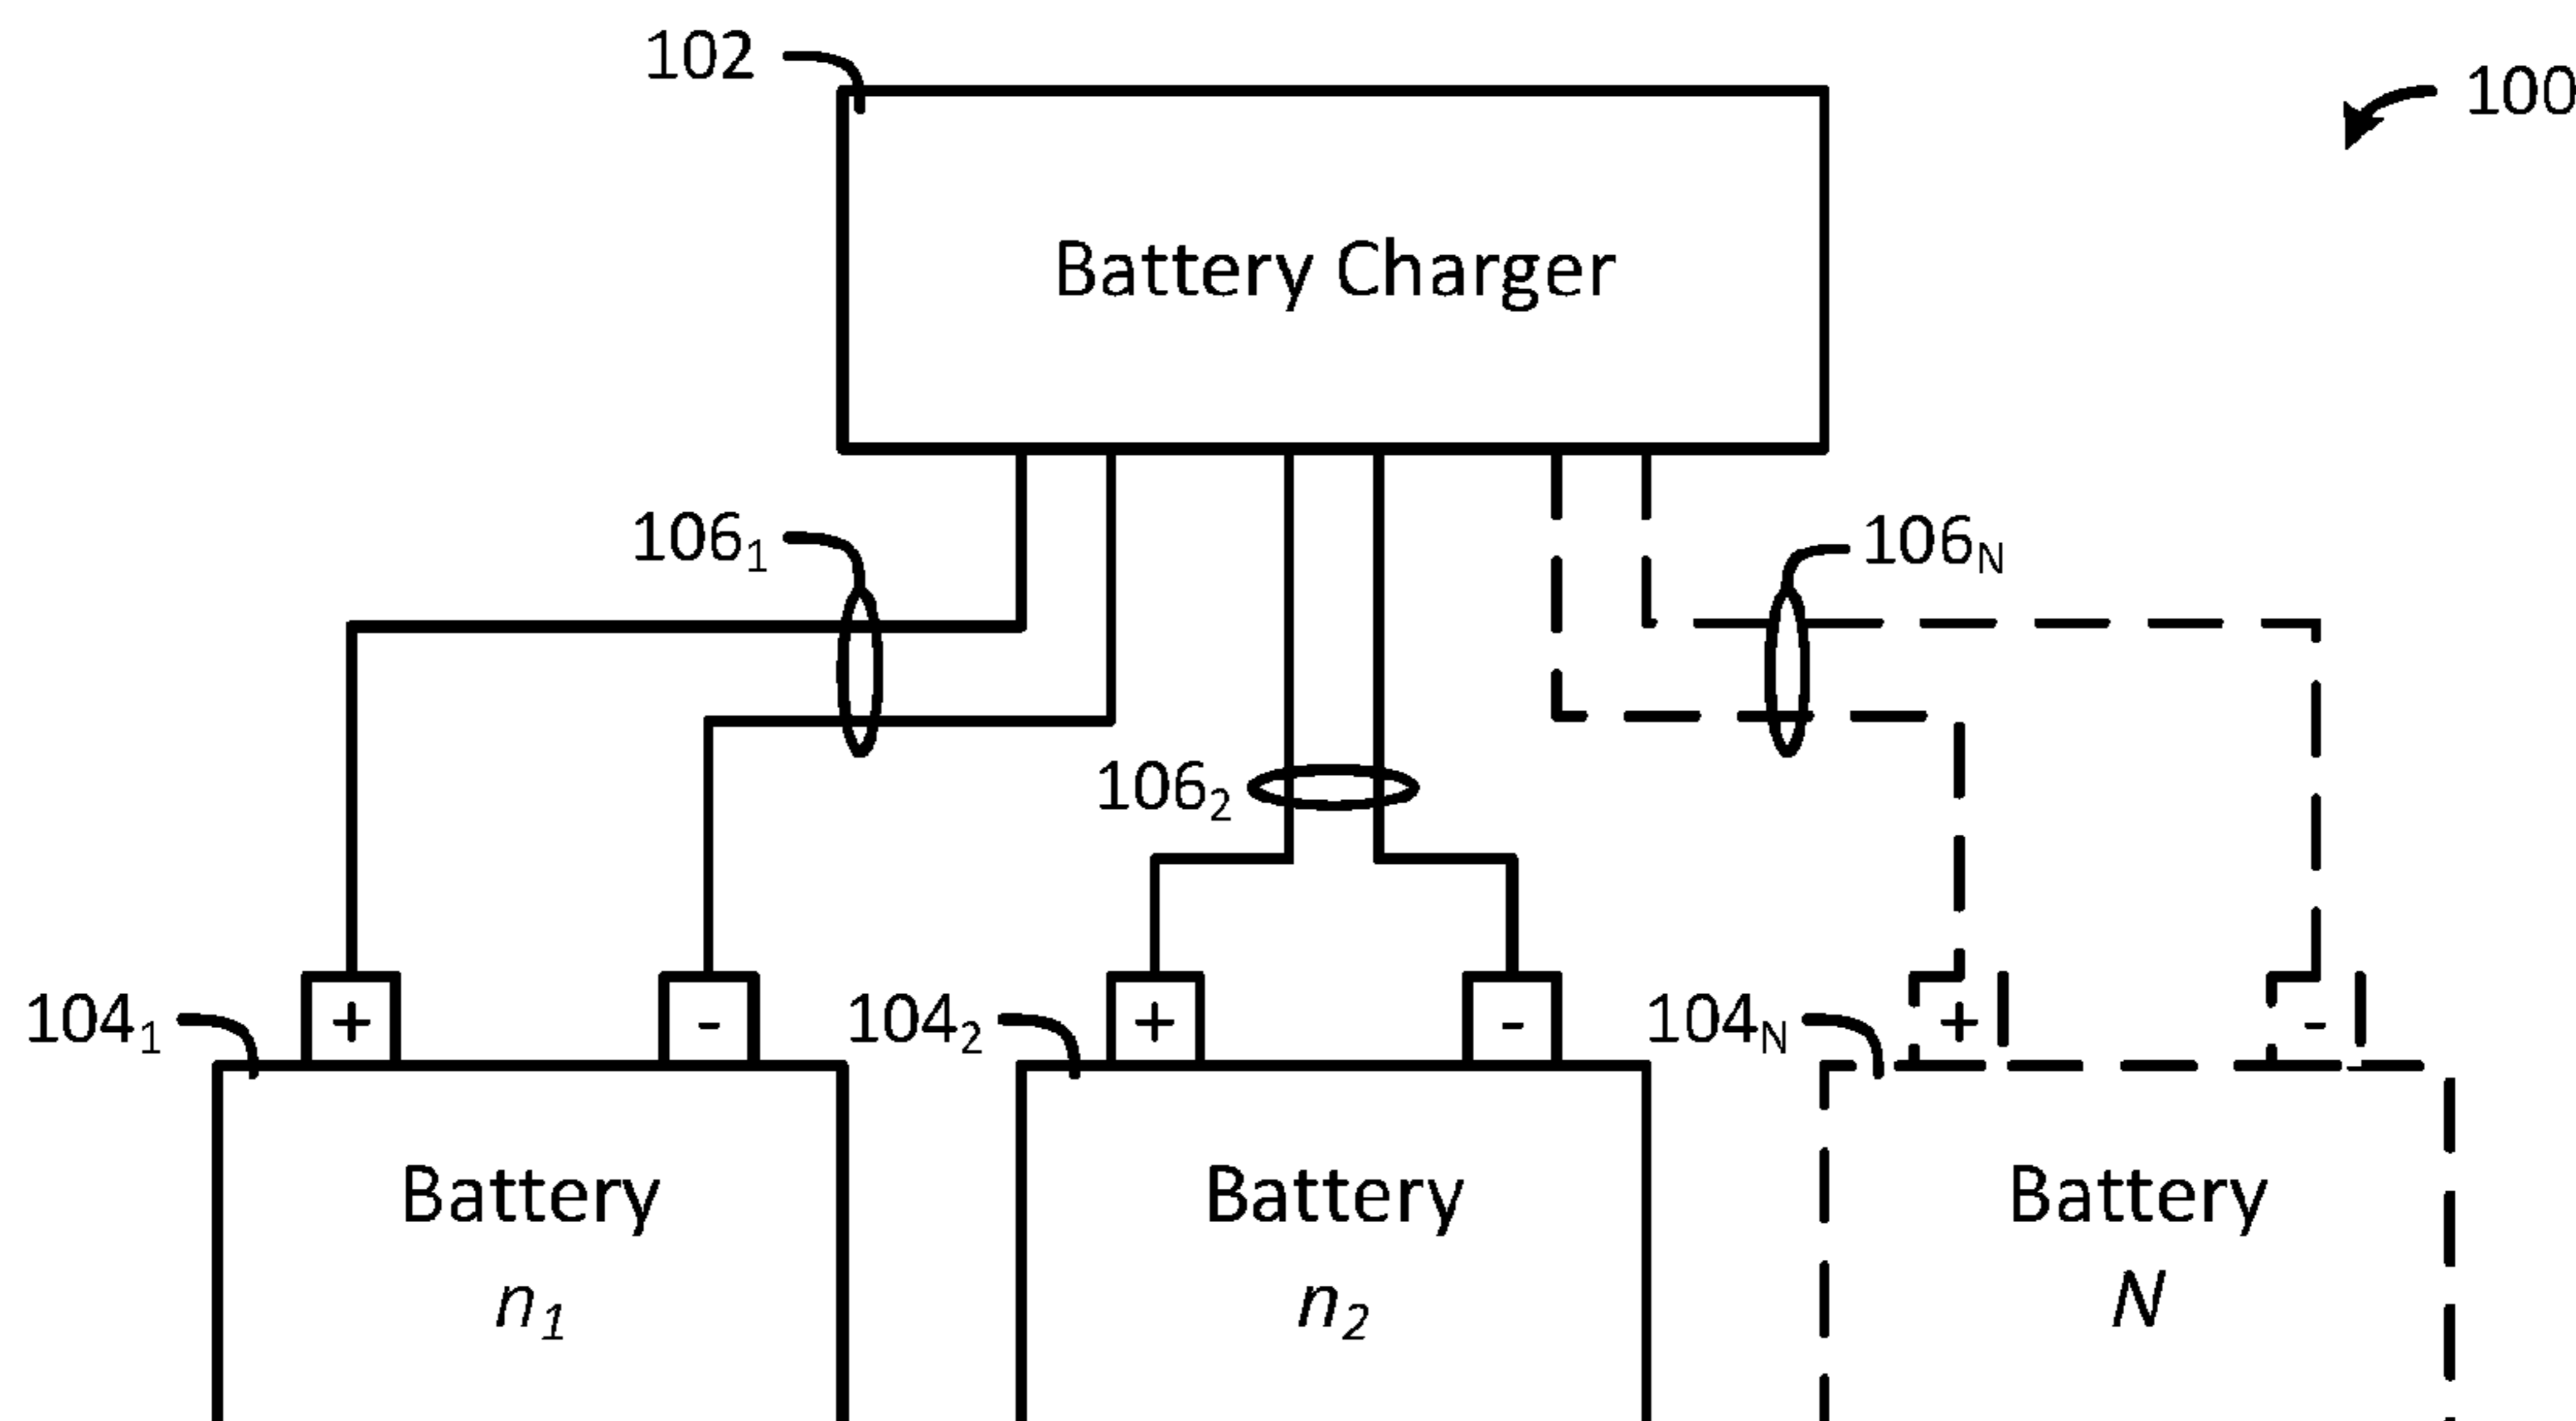 102
100
Battery Charger
106₁
106N
106₂
104₁ + - 104₂ + - 104N + -
Battery Battery Battery
n₁ n₂ N